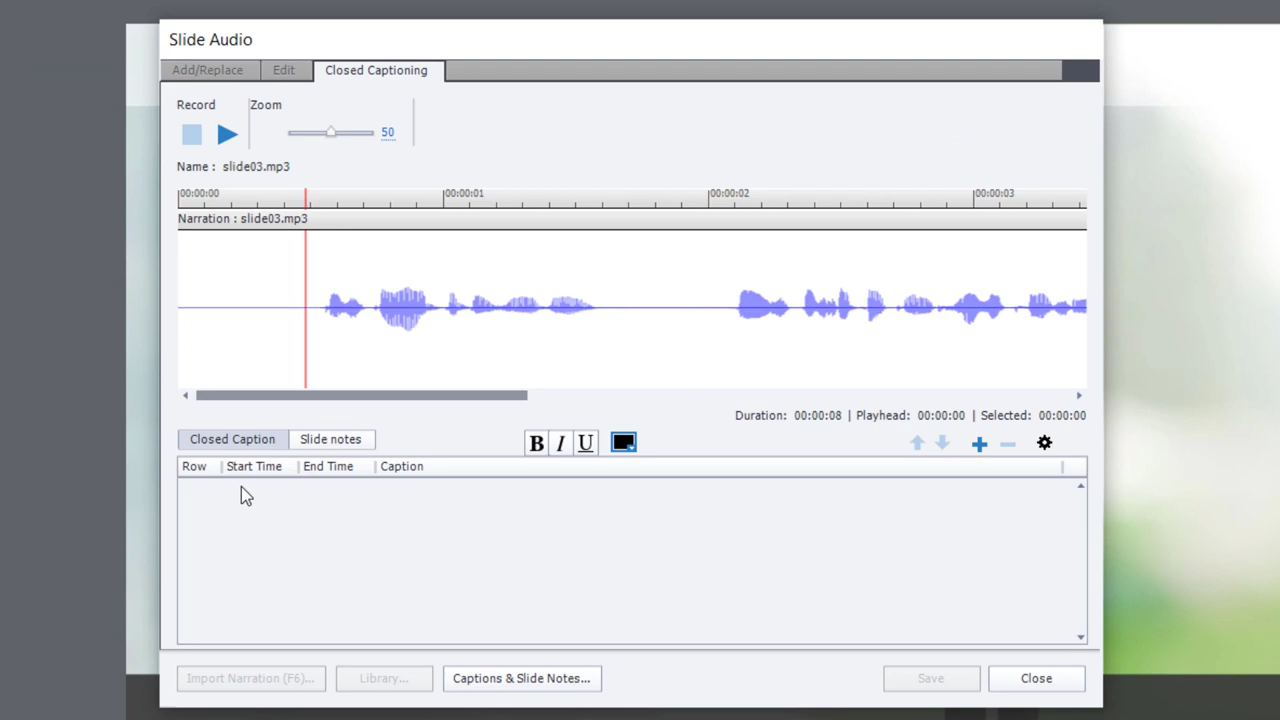 Slide Audio
Add/Replace Edit Closed Captioning
Record Zoom
50
Name : slide03.mp3
00:00:00 00:00:01 00:00:02 00:00:03
Narration : slide03.mp3
Duration: 00:00:08 | Playhead: 00:00:00 | Selected: 00:00:00
Closed Caption Slide notes B I U
Row Start Time End Time Caption
Import Narration (F6)... Library... Captions & Slide Notes... Save Close